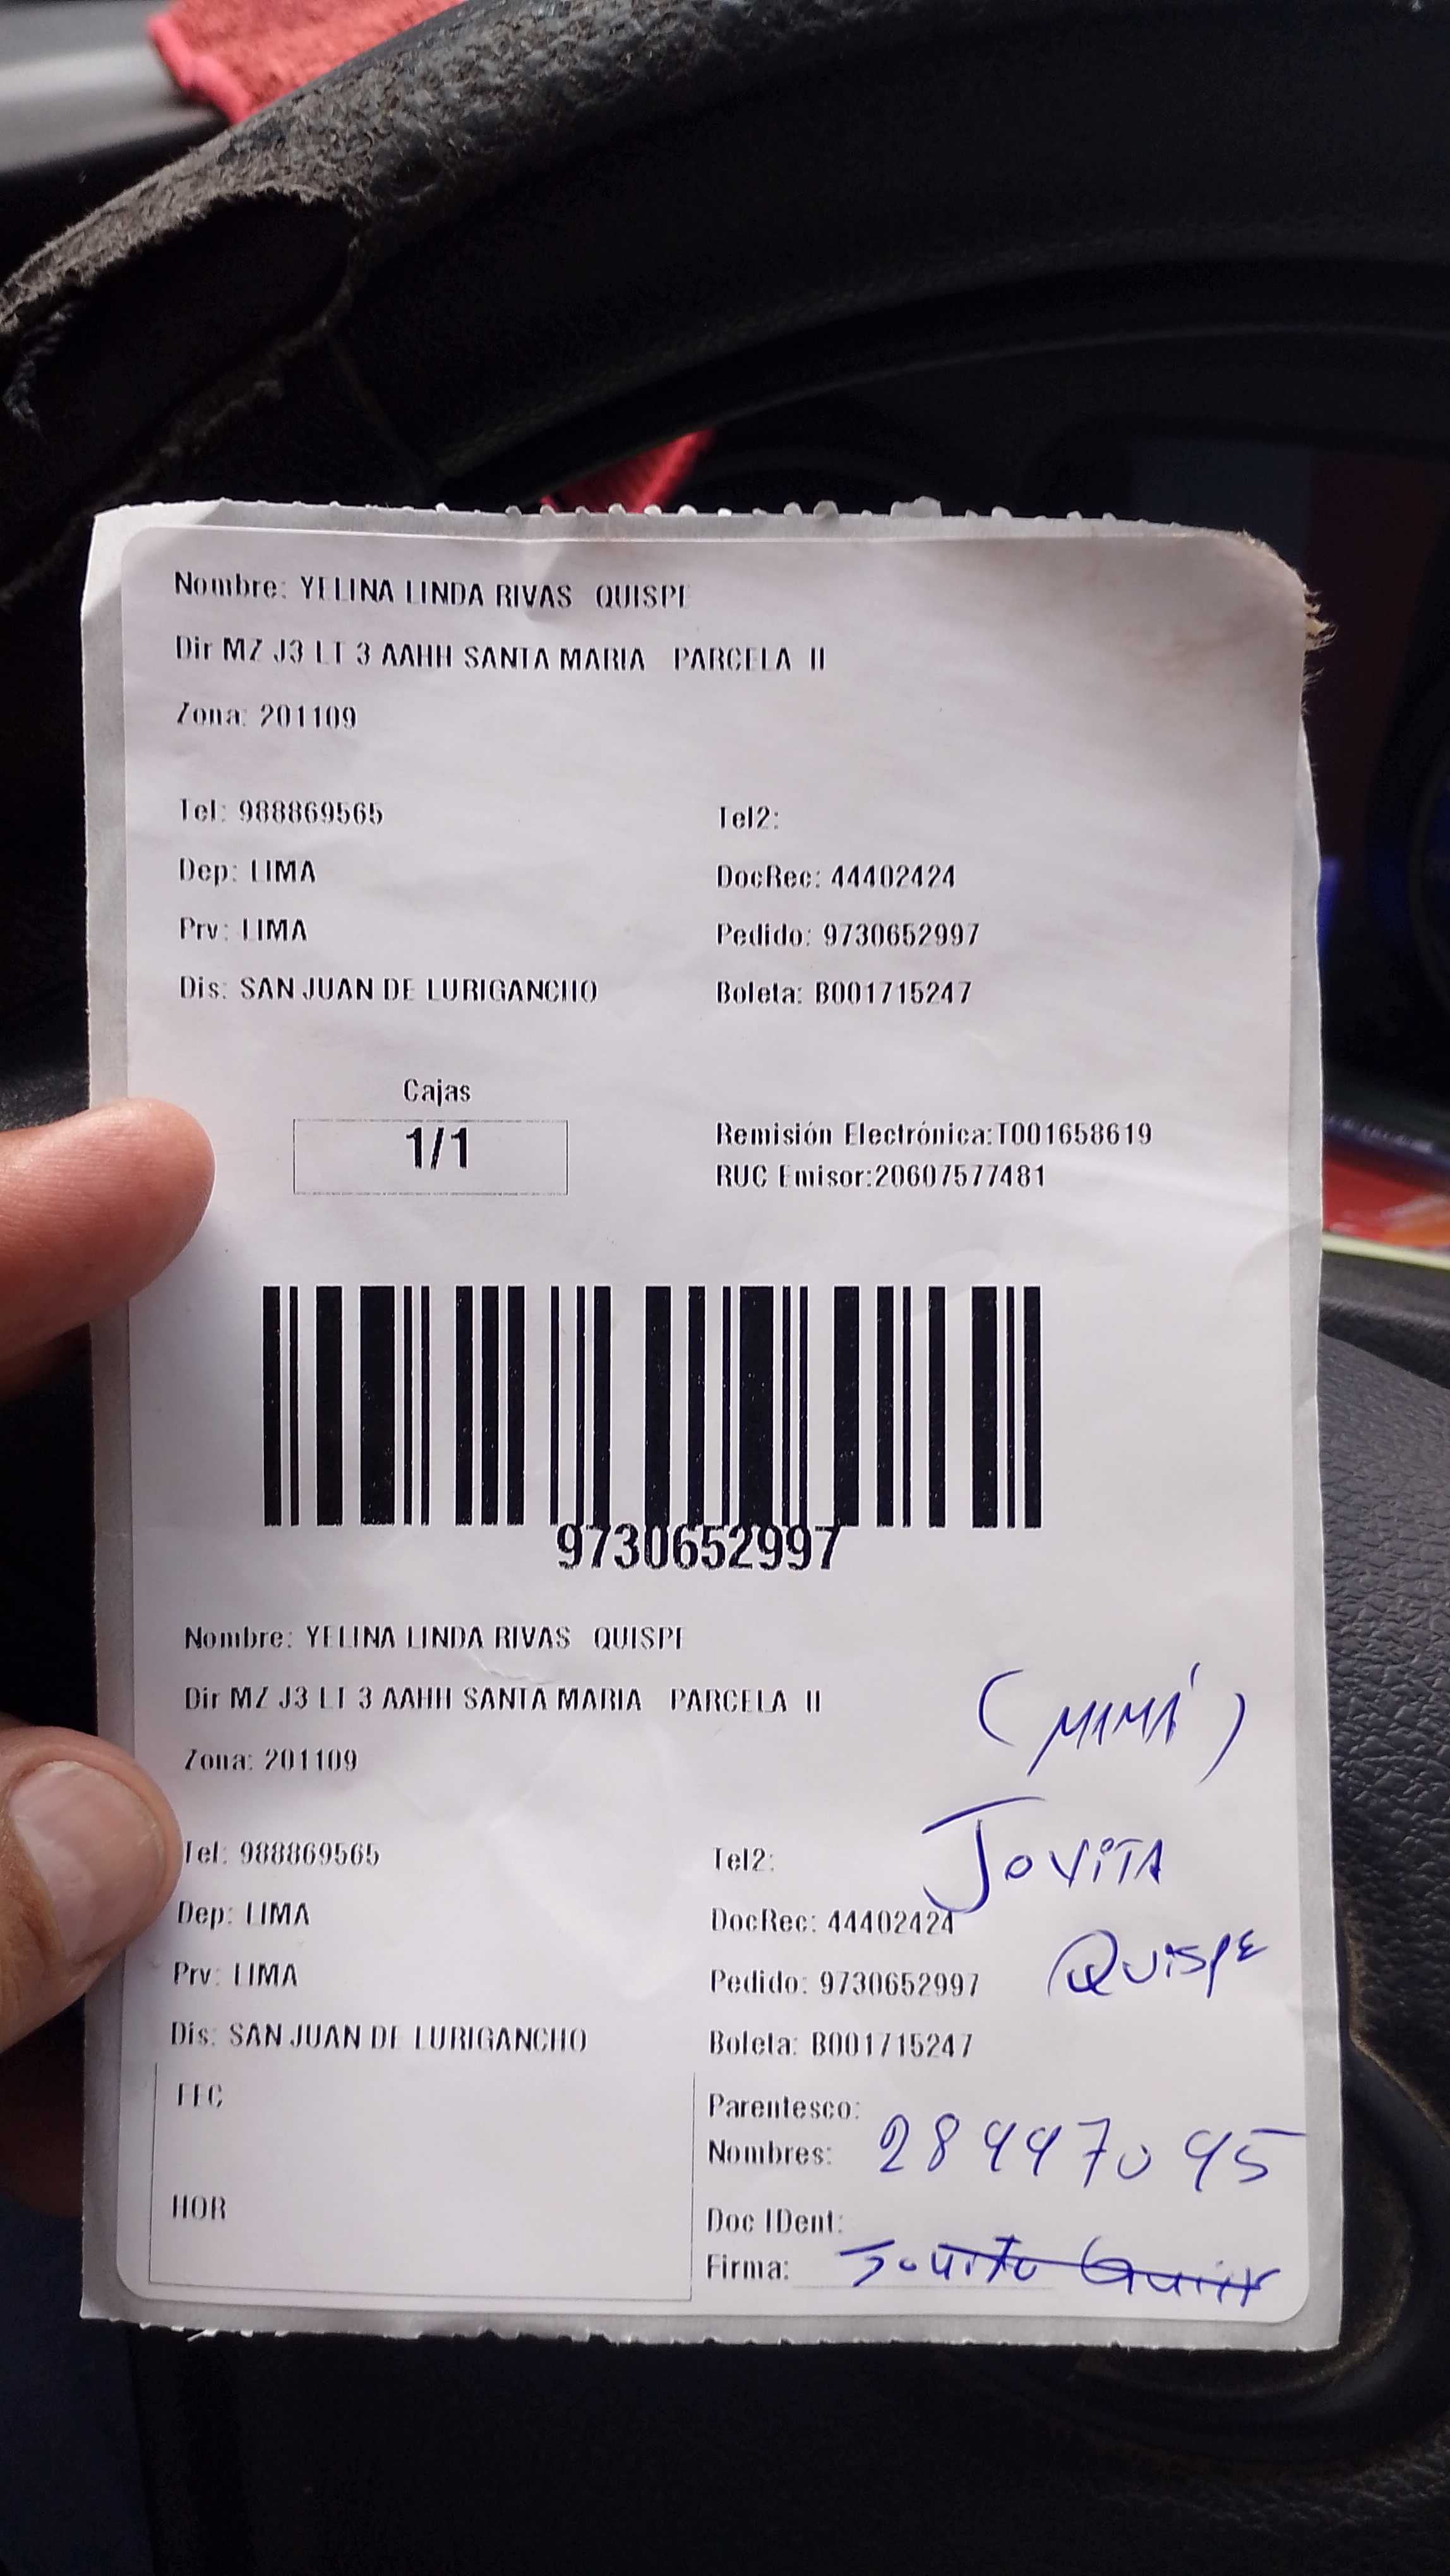 Nombre: YELINA LINDA RIVAS QUISPE
Dir MZ J3 LT 3 AAHH SANTA MARIA PARCELA II
Zona: 201109
Tel: 988869565 Tel2:
Dep: LIMA DocRec: 44402424
Prv: LIMA Pedido: 9730652997
Dis: SAN JUAN DE LURIGANCHO Boleta: B001715247
Cajas
1/1
Remisión Electrónica:T001658619
RUC Emisor:20607577481
9730652997
Nombre: YELINA LINDA RIVAS QUISPE
Dir MZ J3 LT 3 AAHH SANTA MARIA PARCELA II
(MAMÁ)
Zona: 201109
Tel: 988869565 Tel2:
JOVITA
Dep: LIMA DocRec: 44402424
Quispe
Prv: LIMA Pedido: 9730652997
Dis: SAN JUAN DE LURIGANCHO Boleta: B001715247
FEC
Parentesco:
Nombres: 28997095
HOR
Doc IDent:
Firma: Jovita